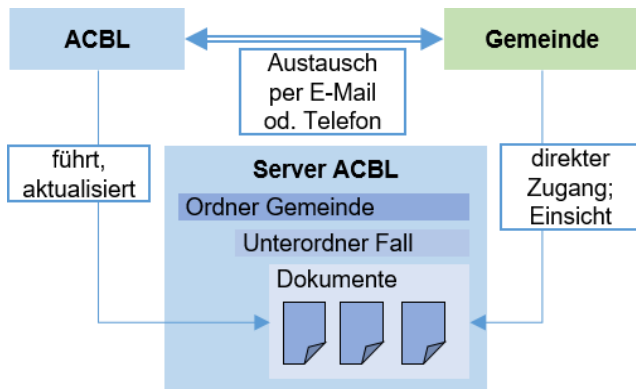 ACBL
Gemeinde
Austausch
per E-Mail
od. Telefon
führt,
aktualisiert
Server ACBL
Ordner Gemeinde
Unterordner Fall
Dokumente
direkter
Zugang;
Einsicht